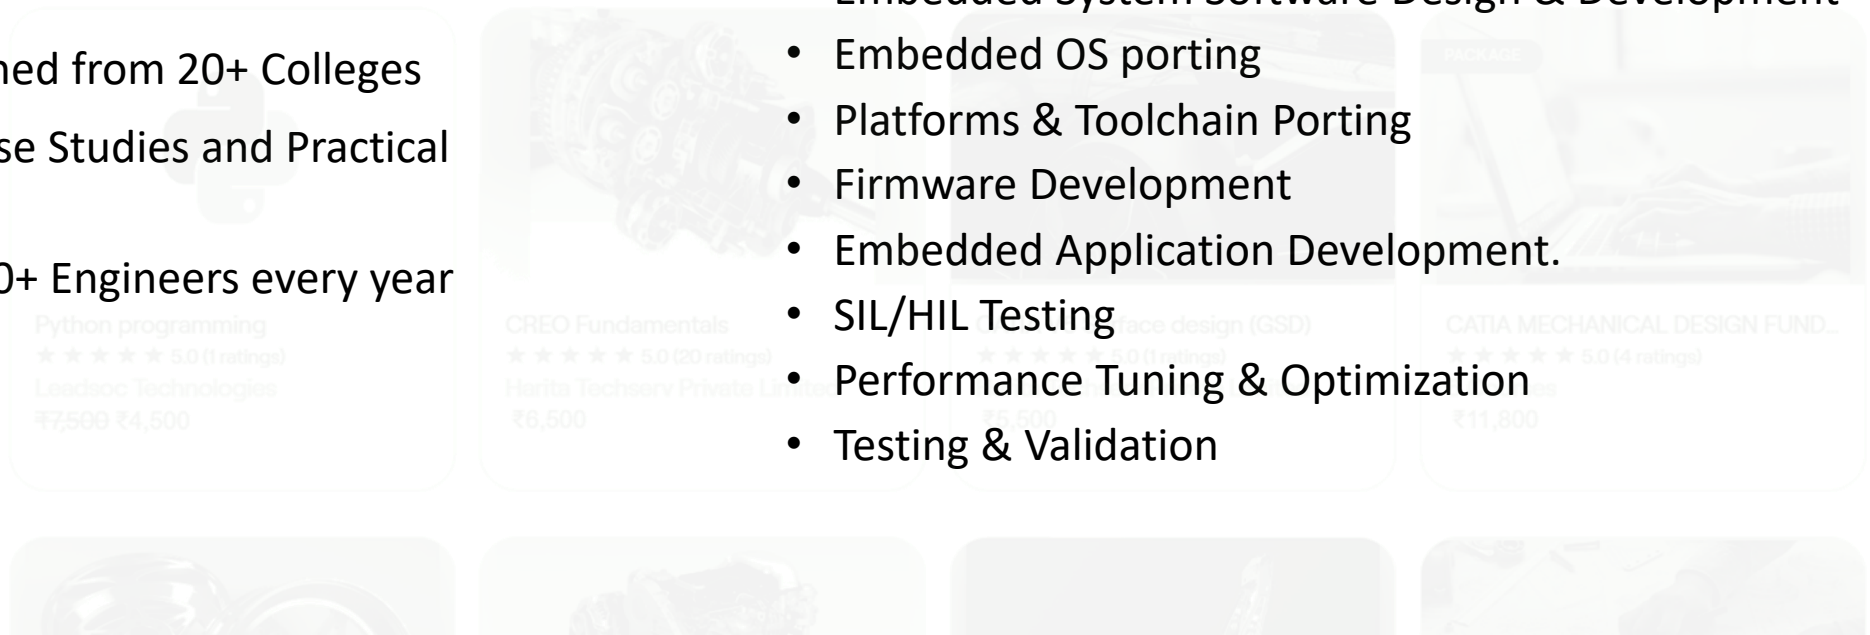 Embedded System Software Design & Development
ned from 20+ Colleges
se Studies and Practical
0+ Engineers every year
• Embedded OS porting
• Platforms & Toolchain Porting
• Firmware Development
• Embedded Application Development.
• SIL/HIL Testing
• Performance Tuning & Optimization
• Testing & Validation
PACKAGE
Python programming
★ ★ ★ ★ ★ 5.0 (1 ratings)
Leadsoc Technologies
₹7,500 ₹4,500
CREO Fundamentals
★ ★ ★ ★ ★ 5.0 (20 ratings)
Harita Techserv Private Limited
₹6,500
face design (GSD)
★ ★ ★ ★ ★ 5.0 (1 ratings)
₹5,500
CATIA MECHANICAL DESIGN FUND...
★ ★ ★ ★ ★ 5.0 (4 ratings)
₹11,800